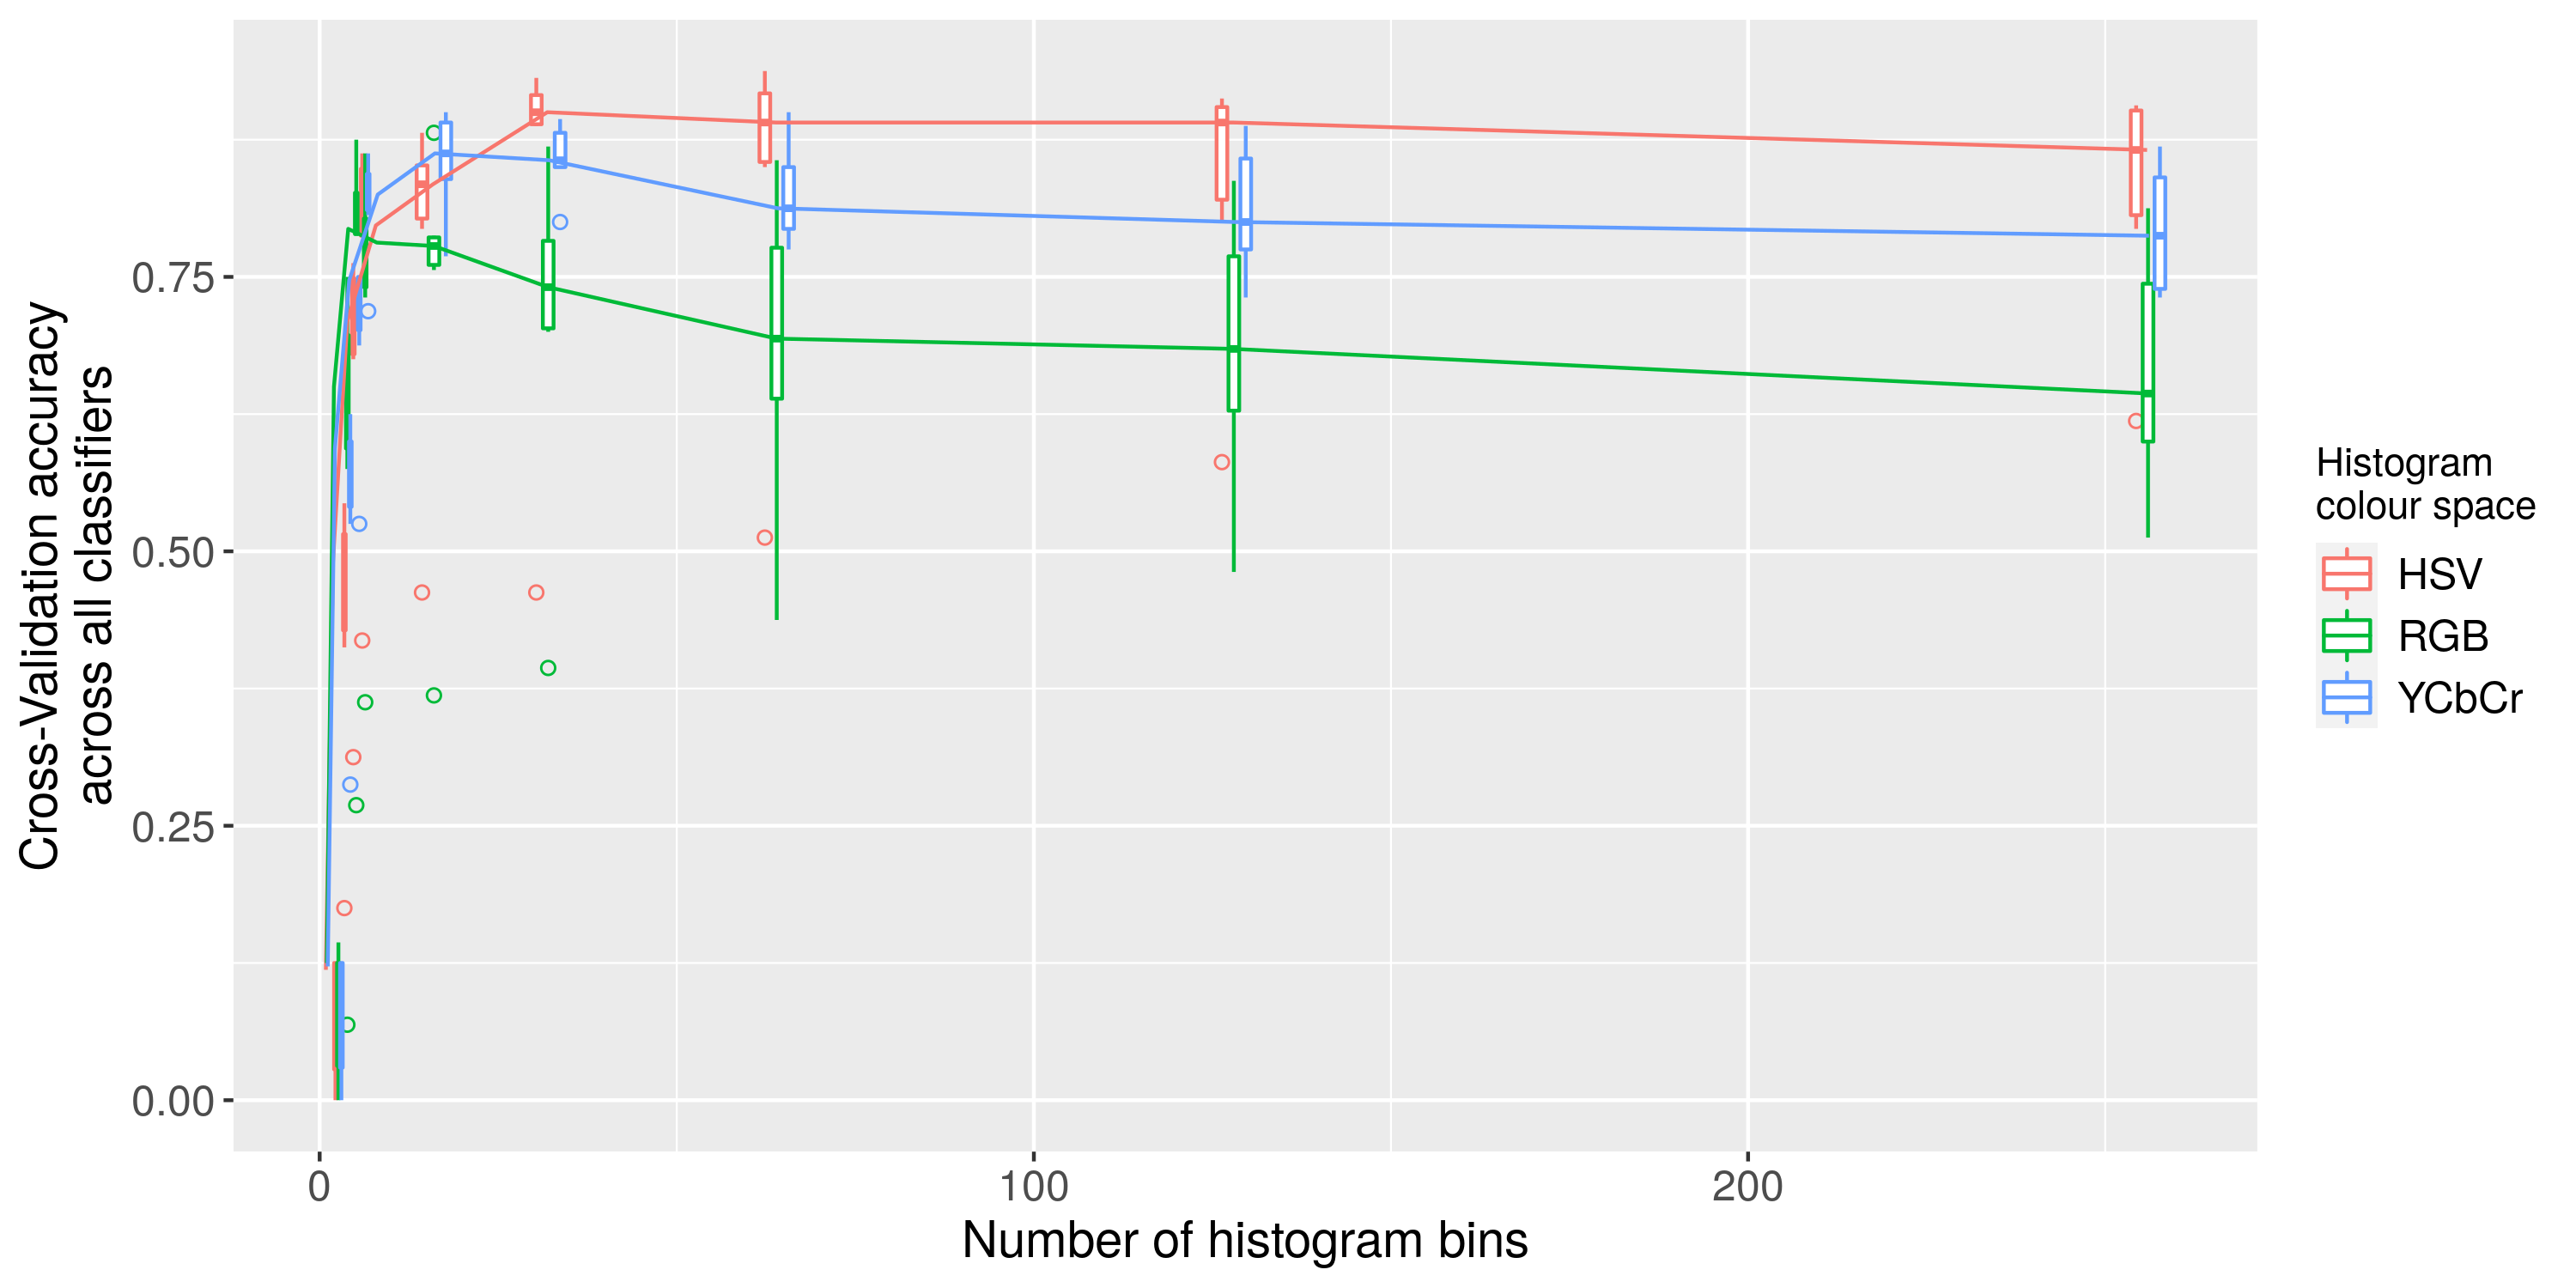 Cross-Validation accuracy
across all classifiers
0.75
0.50
0.25
0.00
0
100
200
Number of histogram bins
Histogram
colour space
HSV
RGB
YCbCr